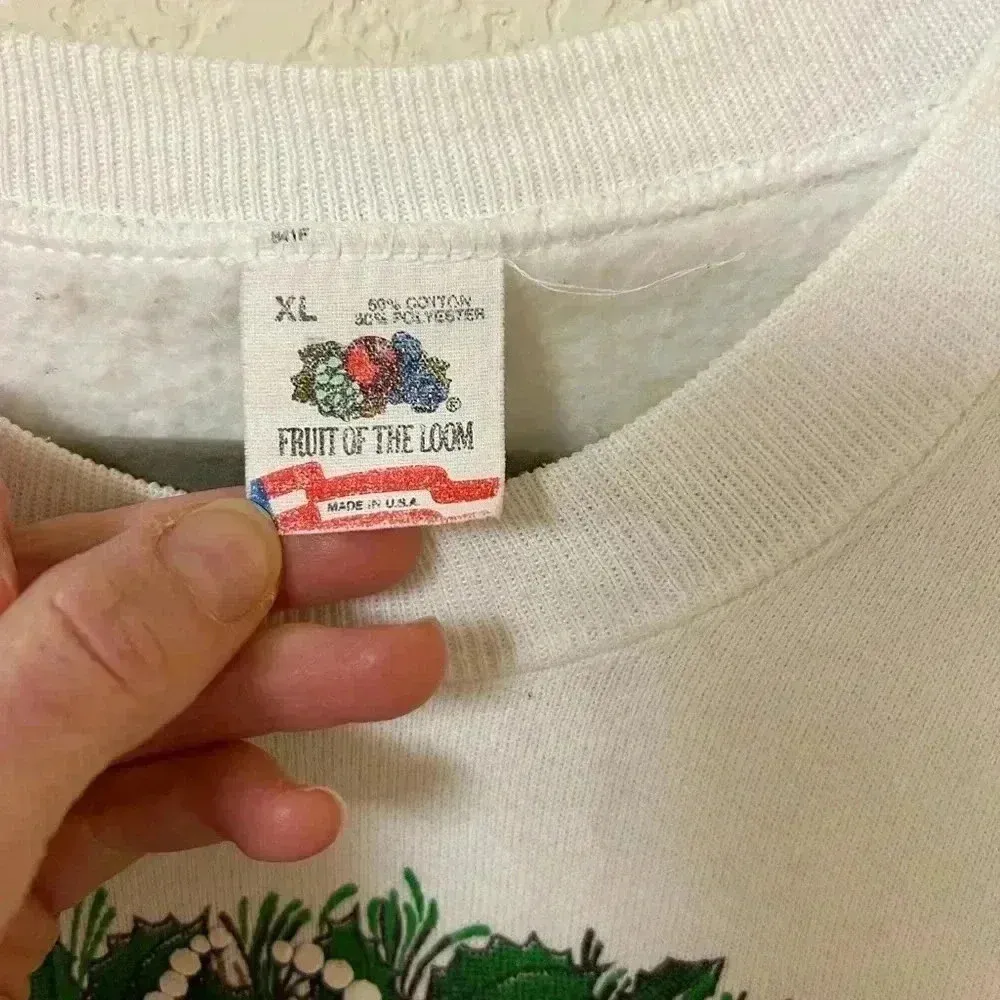 XL
50% COTTON
50% POLYESTER
®
FRUIT OF THE LOOM
MADE IN U.S.A.